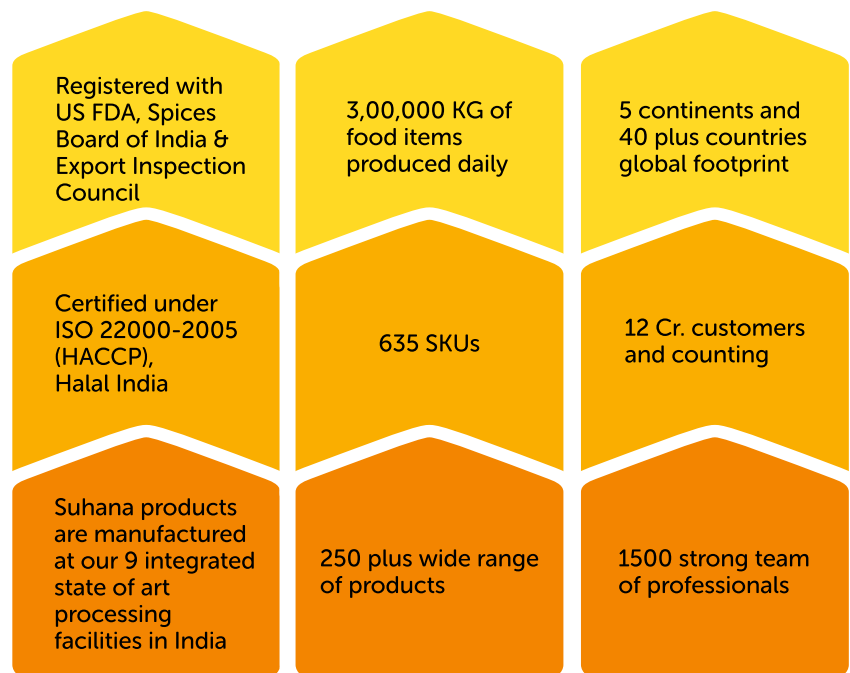 Registered with
US FDA, Spices
Board of India &
Export Inspection
Council
3,00,000 KG of
food items
produced daily
5 continents and
40 plus countries
global footprint
Certified under
ISO 22000-2005
(HACCP),
Halal India
635 SKUs
12 Cr. customers
and counting
Suhana products
are manufactured
at our 9 integrated
state of art
processing
facilities in India
250 plus wide range
of products
1500 strong team
of professionals